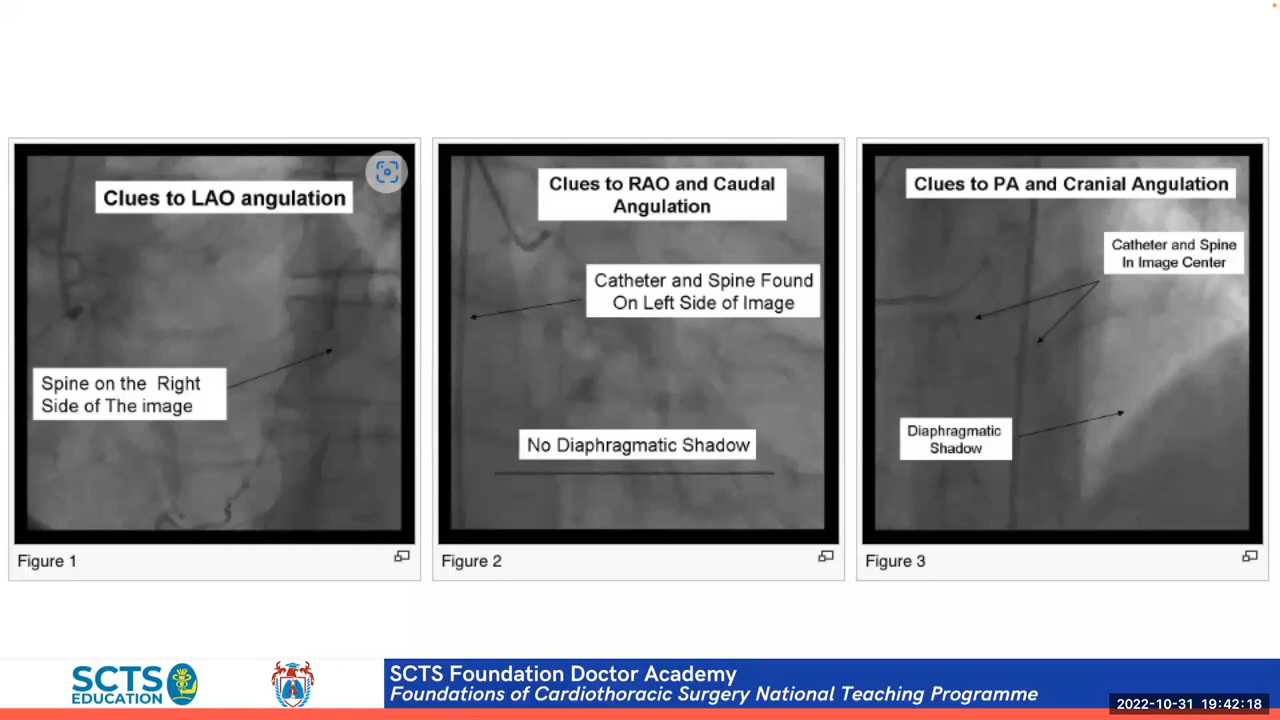 Clues to LAO angulation
Spine on the Right
Side of The image
Figure 1
Clues to RAO and Caudal
Angulation
Catheter and Spine Found
On Left Side of Image
No Diaphragmatic Shadow
Figure 2
Clues to PA and Cranial Angulation
Catheter and Spine
In Image Center
Diaphragmatic
Shadow
Figure 3
SCTS
EDUCATION
SCTS Foundation Doctor Academy
Foundations of Cardiothoracic Surgery National Teaching Programme
2022-10-31 19:42:18